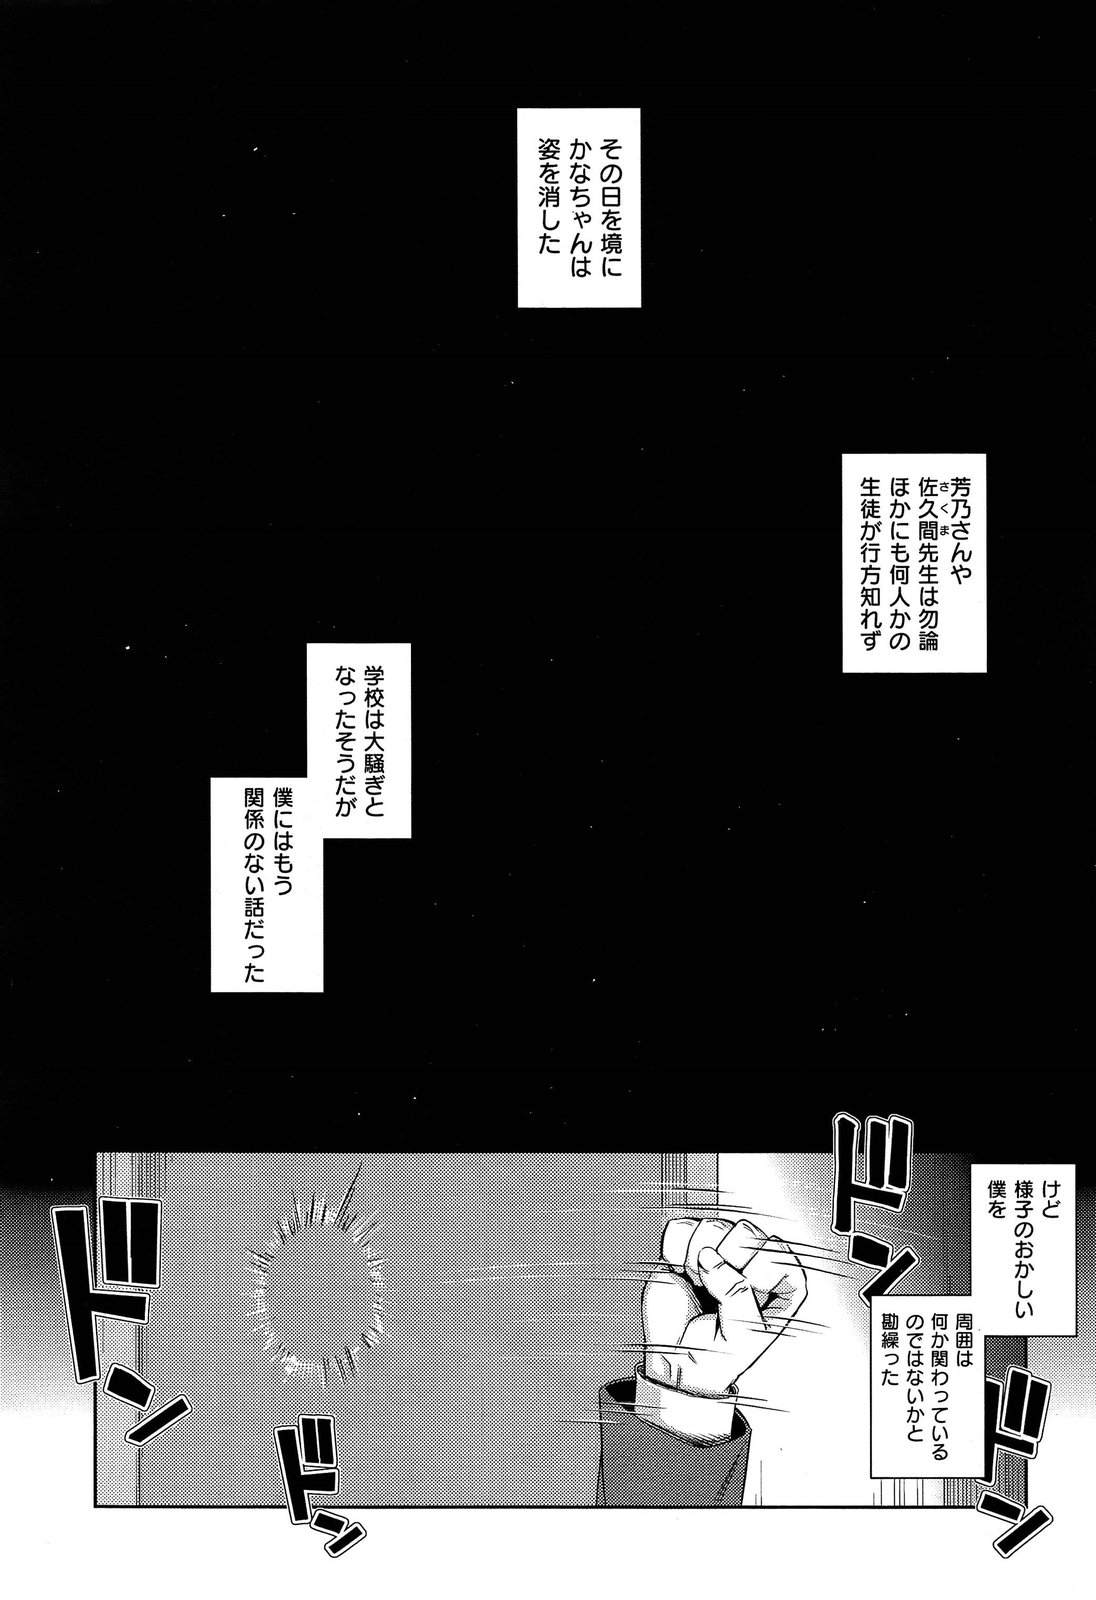 その日を境に
かなちゃんは
姿を消した
芳乃さんや
佐久間先生は勿論
さくま
ほかにも何人かの
生徒が行方知れず
学校は大騒ぎと
なったそうだが
僕にはもう
関係のない話だった
けど
様子のおかしい
僕を
周囲は
何か関わっている
のではないかと
勘繰った
ドンッ
ドンッ
ドンッ
ドンッ